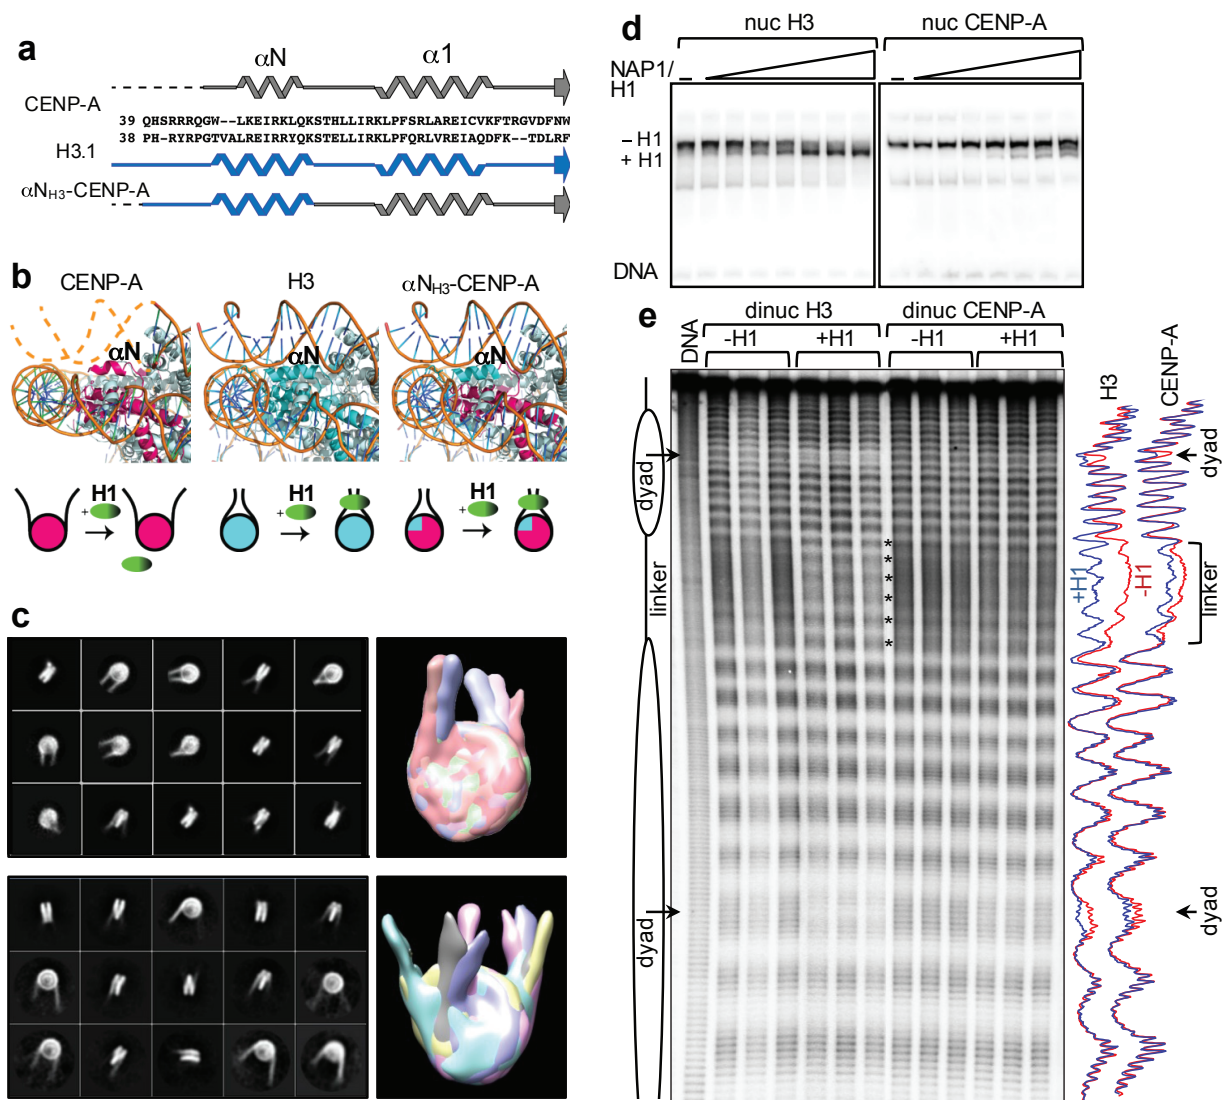 a
αN
α1
CENP-A
39 QHSRRRQGW--LKEIRKLQKSTHLLIRKLPFSRLAREICVKFTRGVDFNW
38 PH-RYRPGTVALREIRRYQKSTELLIRKLPFQRLVREIAQDFK--TDLRF
H3.1
αNH3-CENP-A
b
CENP-A
H3
αNH3-CENP-A
αN
αN
αN
H1
+
H1
+
H1
+
c
d
nuc H3
nuc CENP-A
NAP1/
H1
– H1
+ H1
DNA
e
dinuc H3
dinuc CENP-A
DNA
-H1
+H1
-H1
+H1
H3
CENP-A
dyad
dyad
linker
*
*
*
*
*
*
+H1
-H1
linker
dyad
dyad